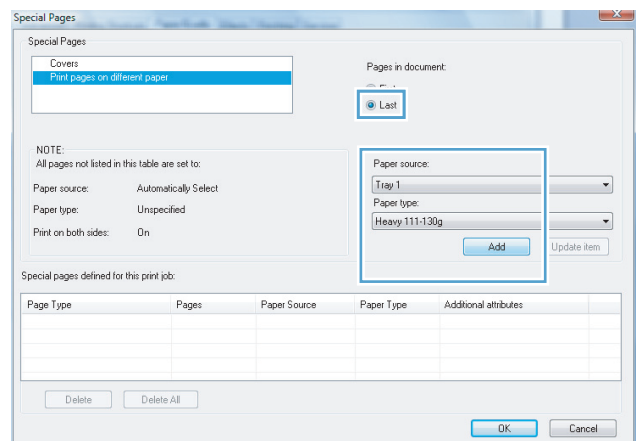 Special Pages
Special Pages
Covers
Print pages on different paper
Pages in document:
Last
NOTE:
All pages not listed in this table are set to:
Paper source: Automatically Select
Paper type: Unspecified
Print on both sides: On
Paper source:
Tray 1
Paper type:
Heavy 111-130g
Add Update item
Special pages defined for this print job:
Page Type Pages Paper Source Paper Type Additional attributes
Delete Delete All
OK Cancel